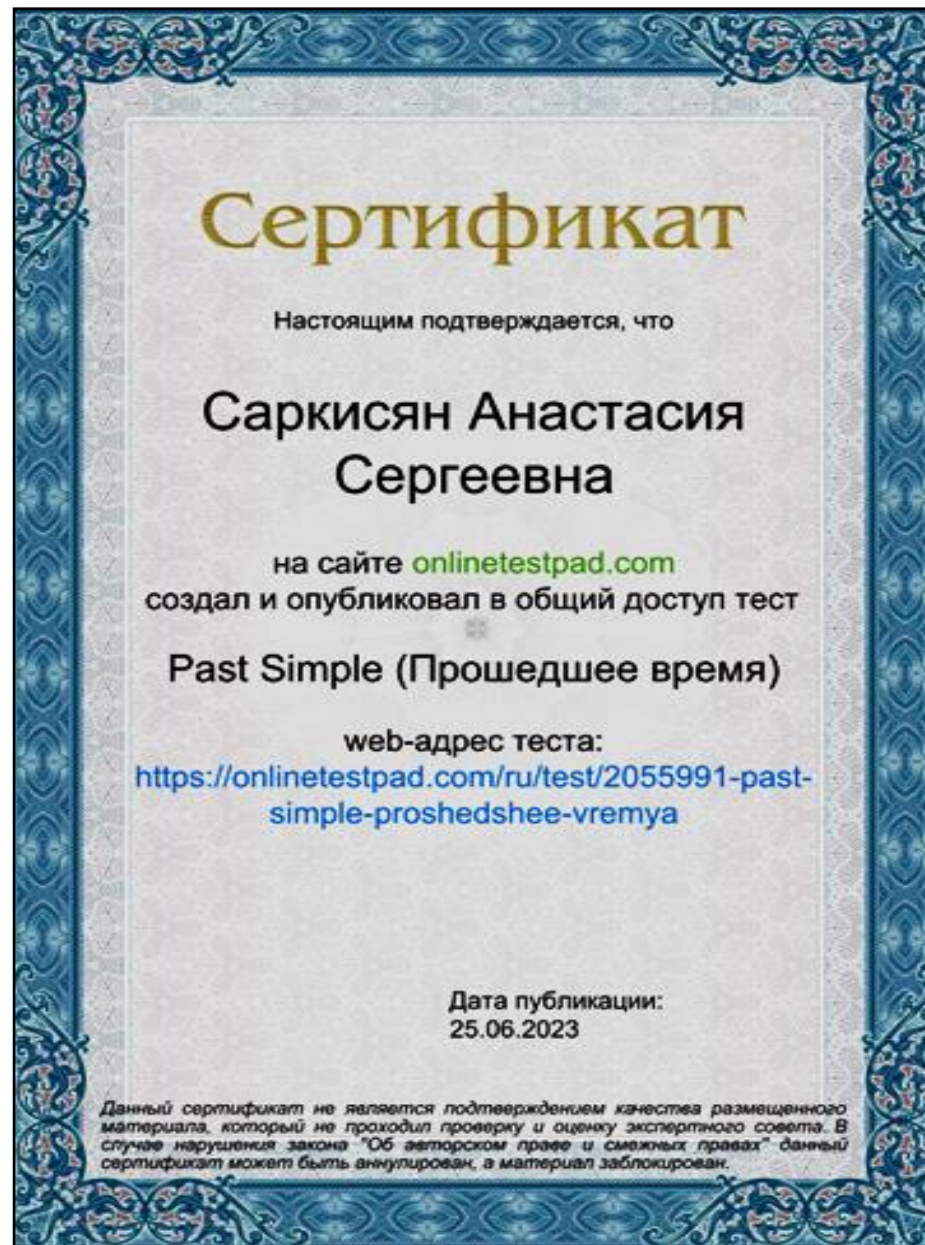 Сертификат
Настоящим подтверждается, что
Саркисян Анастасия
Сергеевна
на сайте onlinetestpad.com
создал и опубликовал в общий доступ тест
Past Simple (Прошедшее время)
web-адрес теста:
https://onlinetestpad.com/ru/test/2055991-past-
simple-proshedshee-vremya
Дата публикации:
25.06.2023
Данный сертификат не является подтверждением качества размещенного
материала, который не проходил проверку и оценку экспертного совета. В
случае нарушения закона "Об авторском праве и смежных правах" данный
сертификат может быть аннулирован, а материал заблокирован.